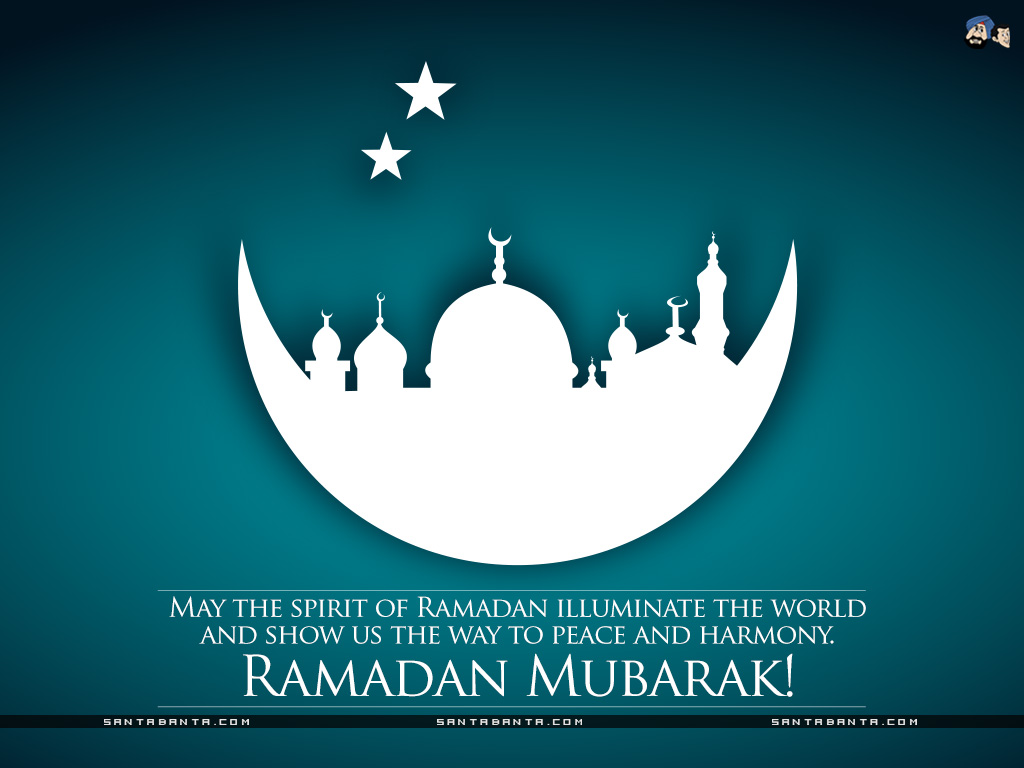 May the spirit of Ramadan illuminate the world
and show us the way to peace and harmony.
Ramadan Mubarak!
SANTABANTA.COM SANTABANTA.COM SANTABANTA.COM